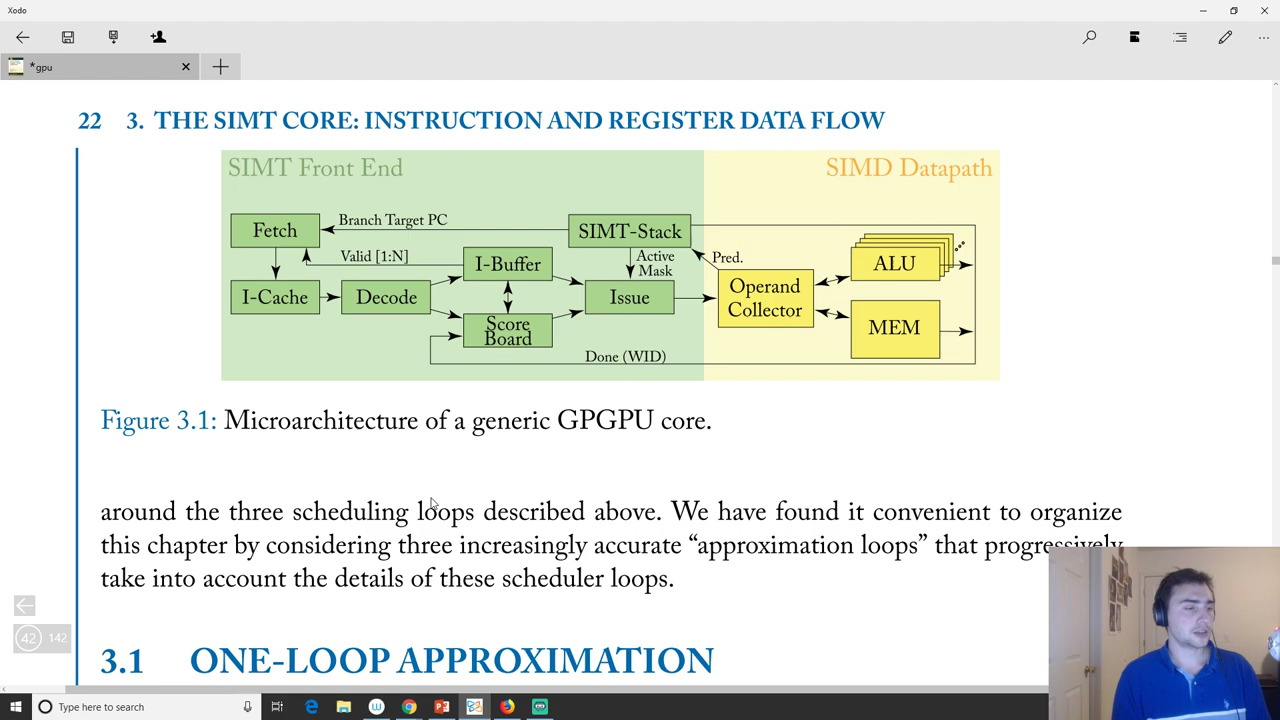 Xodo
*gpu
22 3. THE SIMT CORE: INSTRUCTION AND REGISTER DATA FLOW
SIMT Front End
SIMD Datapath
Fetch
Branch Target PC
SIMT-Stack
Valid [1:N]
I-Buffer
Active
Mask
Pred.
ALU
I-Cache
Decode
Issue
Operand
Collector
Score
Board
MEM
Done (WID)
Figure 3.1: Microarchitecture of a generic GPGPU core.
around the three scheduling loops described above. We have found it convenient to organize
this chapter by considering three increasingly accurate “approximation loops” that progressively
take into account the details of these scheduler loops.
42 142
3.1 ONE-LOOP APPROXIMATION
Type here to search